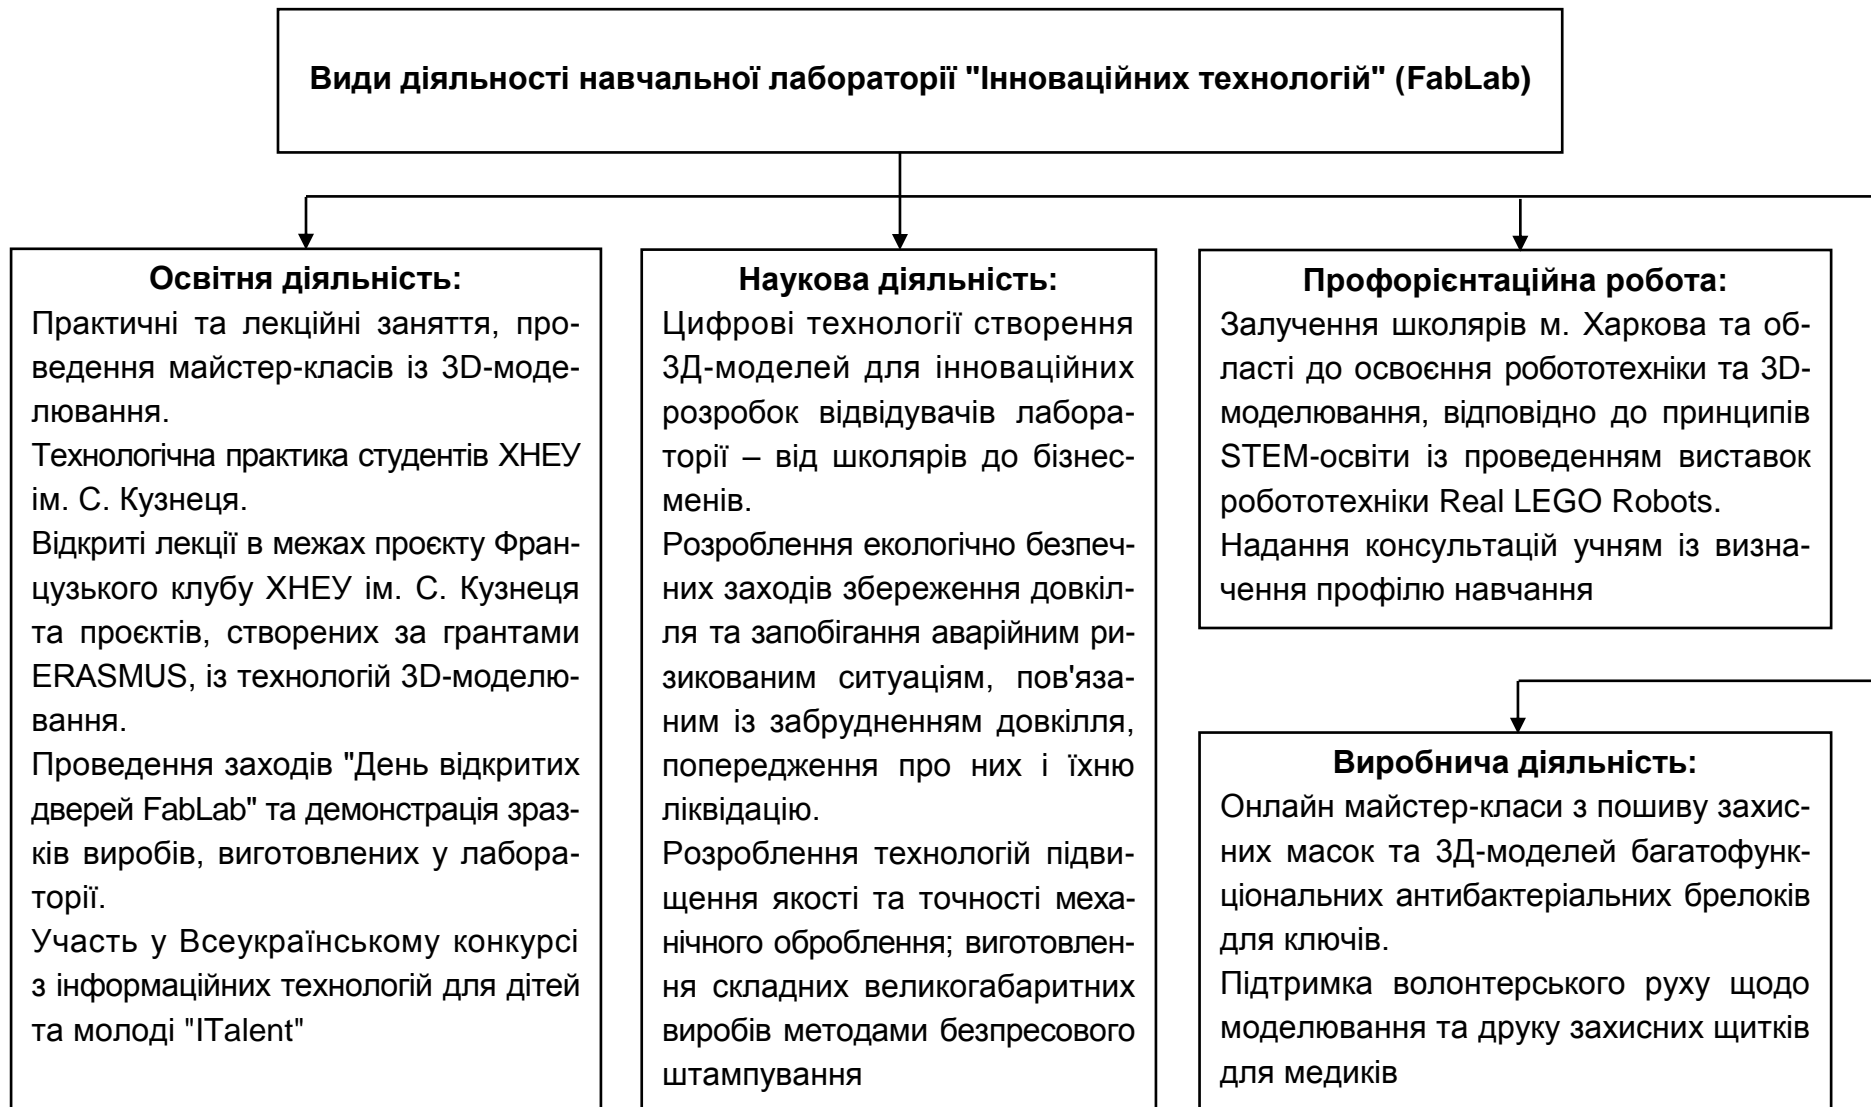 Види діяльності навчальної лабораторії "Інноваційних технологій" (FabLab)
Освітня діяльність:
Практичні та лекційні заняття, про-
ведення майстер-класів із 3D-моде-
лювання.
Технологічна практика студентів ХНЕУ
ім. С. Кузнеця.
Відкриті лекції в межах проєкту Фран-
цузького клубу ХНЕУ ім. С. Кузнеця
та проєктів, створених за грантами
ERASMUS, із технологій 3D-моделю-
вання.
Проведення заходів "День відкритих
дверей FabLab" та демонстрація зраз-
ків виробів, виготовлених у лабора-
торії.
Участь у Всеукраїнському конкурсі
з інформаційних технологій для дітей
та молоді "ITalent"
Наукова діяльність:
Цифрові технології створення
3Д-моделей для інноваційних
розробок відвідувачів лабора-
торії – від школярів до бізнес-
менів.
Розроблення екологічно безпеч-
них заходів збереження довкіл-
ля та запобігання аварійним ри-
зикованим ситуаціям, пов'яза-
ним із забрудненням довкілля,
попередження про них і їхню
ліквідацію.
Розроблення технологій підви-
щення якості та точності меха-
нічного оброблення; виготовлен-
ня складних великогабаритних
виробів методами безпресового
штампування
Профорієнтаційна робота:
Залучення школярів м. Харкова та об-
ласті до освоєння робототехніки та 3D-
моделювання, відповідно до принципів
STEM-освіти із проведенням виставок
робототехніки Real LEGO Robots.
Надання консультацій учням із визна-
чення профілю навчання
Виробнича діяльність:
Онлайн майстер-класи з пошиву захис-
них масок та 3Д-моделей багатофунк-
ціональних антибактеріальних брелоків
для ключів.
Підтримка волонтерського руху щодо
моделювання та друку захисних щитків
для медиків